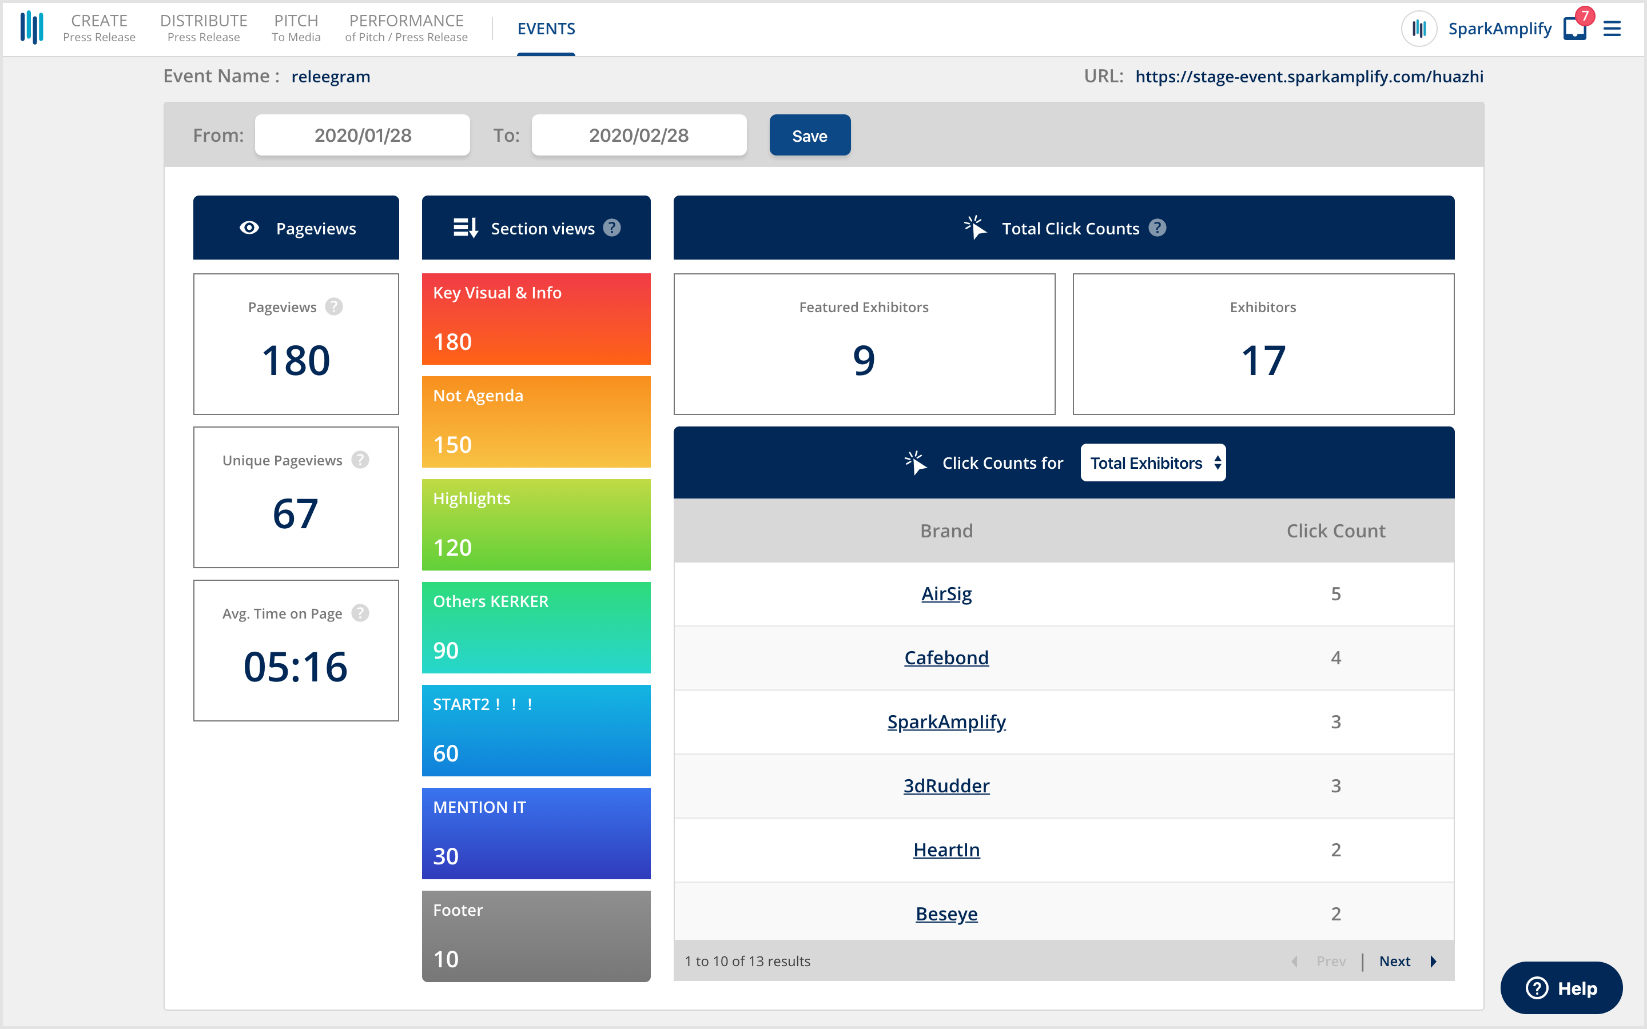 CREATE
Press Release
DISTRIBUTE
Press Release
PITCH
To Media
PERFORMANCE
of Pitch / Press Release
EVENTS
SparkAmplify
7
Event Name : releegram
URL: https://stage-event.sparkamplify.com/huazhi
From: 2020/01/28 To: 2020/02/28 Save
Pageviews
Pageviews ?
180
Unique Pageviews ?
67
Avg. Time on Page ?
05:16
Section views ?
Key Visual & Info
180
Not Agenda
150
Highlights
120
Others KERKER
90
START2！！！
60
MENTION IT
30
Footer
10
Total Click Counts ?
Featured Exhibitors
9
Exhibitors
17
Click Counts for Total Exhibitors
Brand Click Count
AirSig 5
Cafebond 4
SparkAmplify 3
3dRudder 3
HeartIn 2
Beseye 2
1 to 10 of 13 results
Prev | Next
? Help